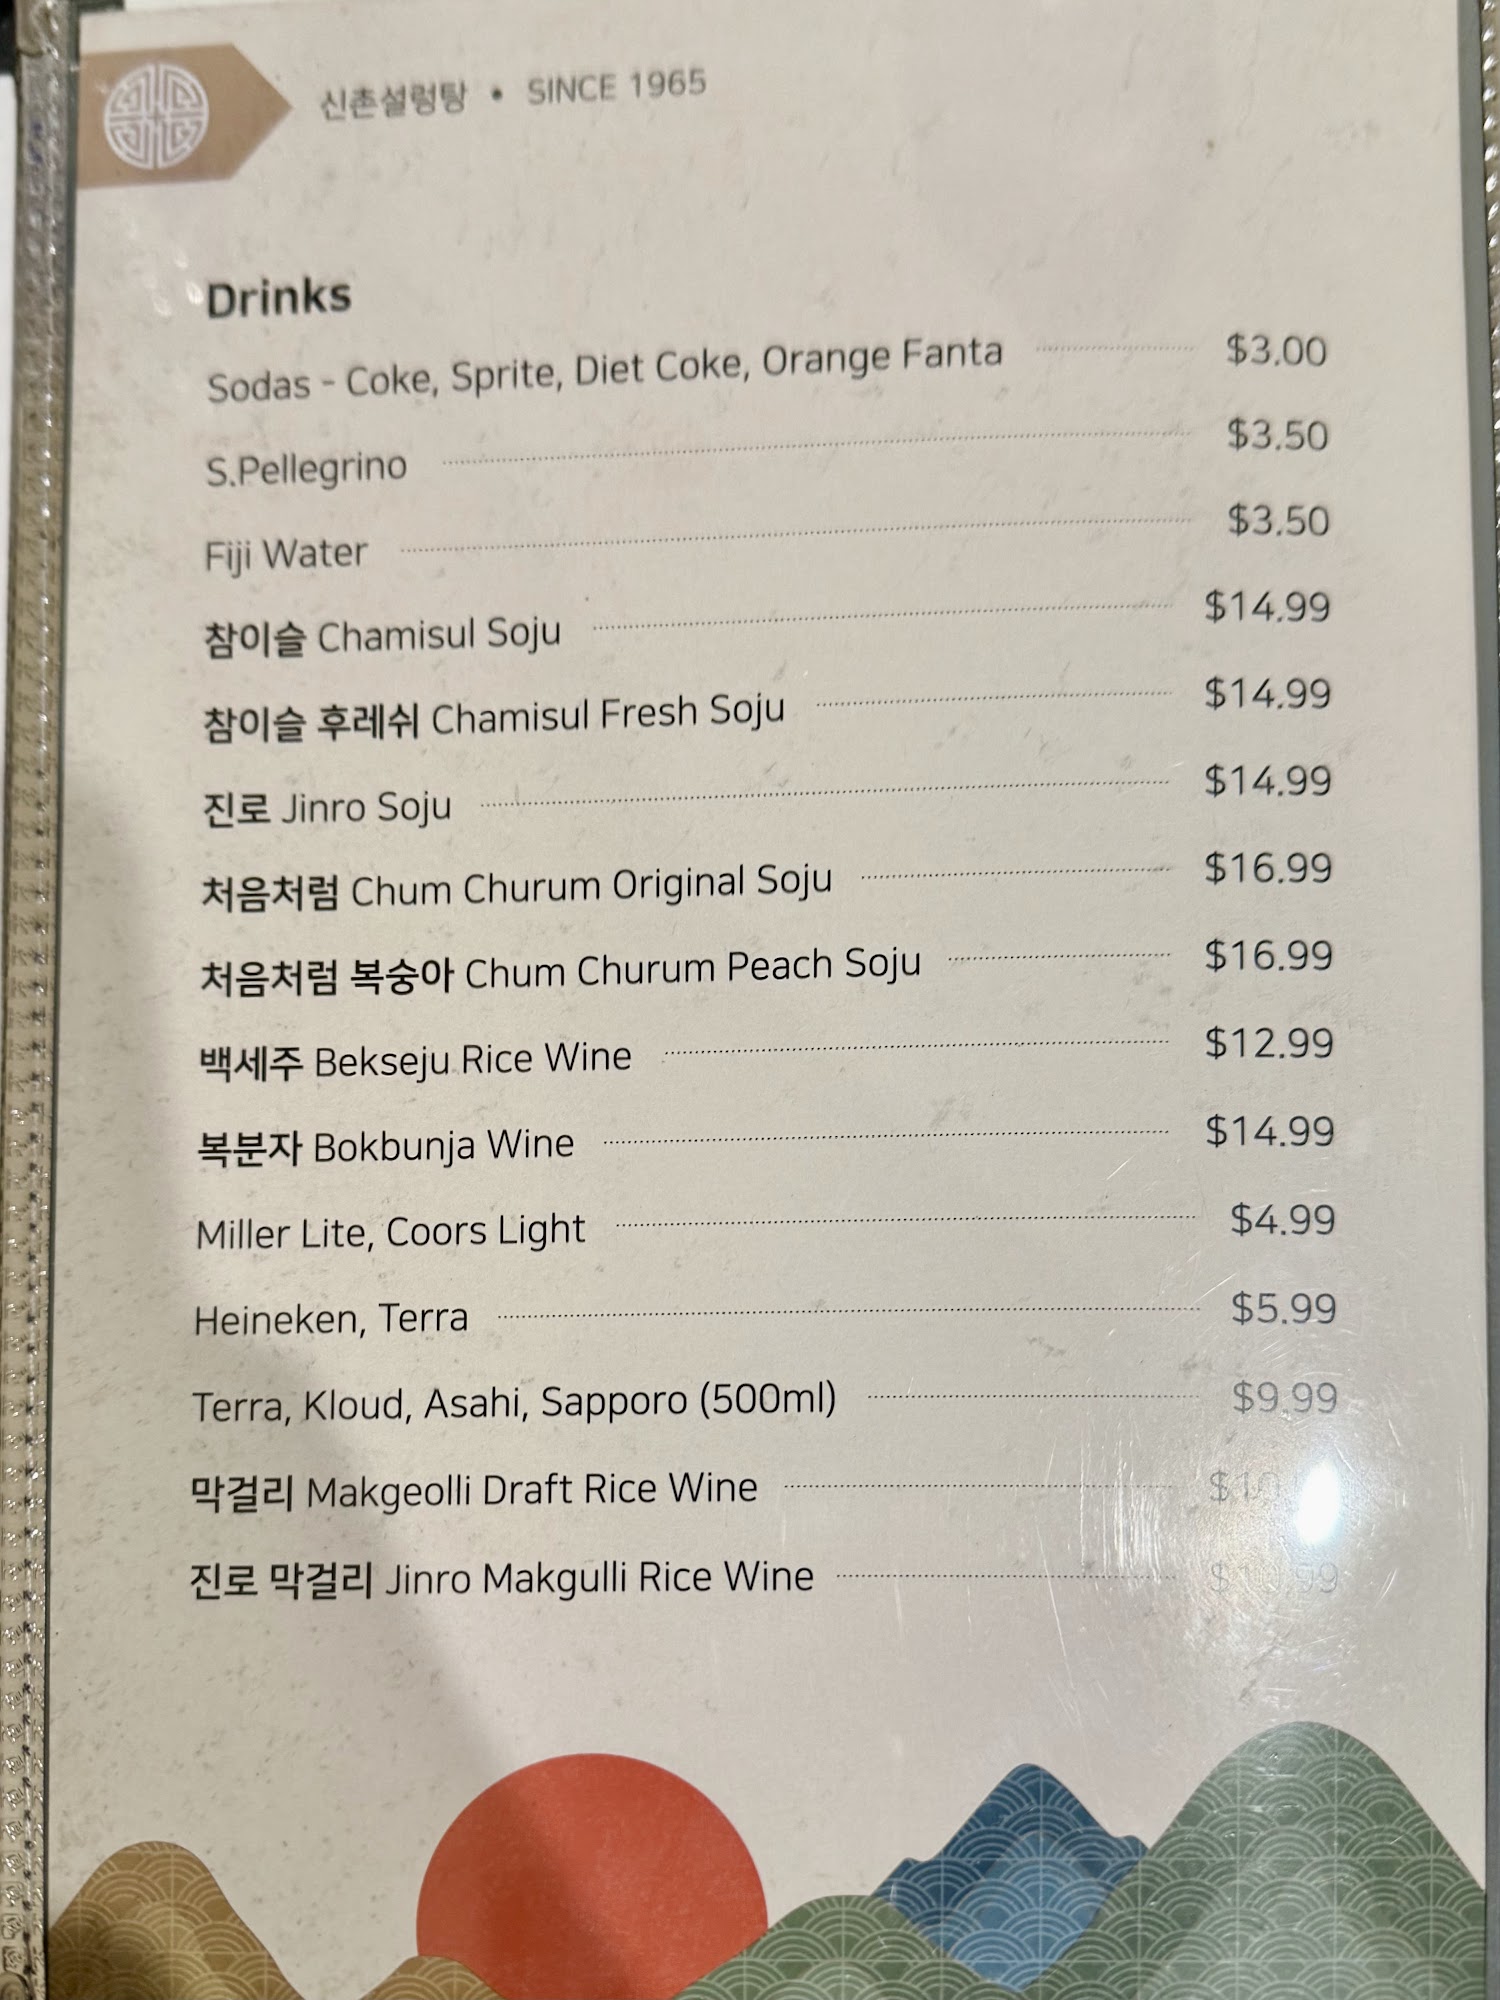 신촌설렁탕 • SINCE 1965
Drinks
Sodas - Coke, Sprite, Diet Coke, Orange Fanta $3.00
S.Pellegrino $3.50
Fiji Water $3.50
참이슬 Chamisul Soju $14.99
참이슬 후레쉬 Chamisul Fresh Soju $14.99
진로 Jinro Soju $14.99
처음처럼 Chum Churum Original Soju $16.99
처음처럼 복숭아 Chum Churum Peach Soju $16.99
백세주 Bekseju Rice Wine $12.99
복분자 Bokbunja Wine $14.99
Miller Lite, Coors Light $4.99
Heineken, Terra $5.99
Terra, Kloud, Asahi, Sapporo (500ml) $9.99
막걸리 Makgeolli Draft Rice Wine
진로 막걸리 Jinro Makgulli Rice Wine